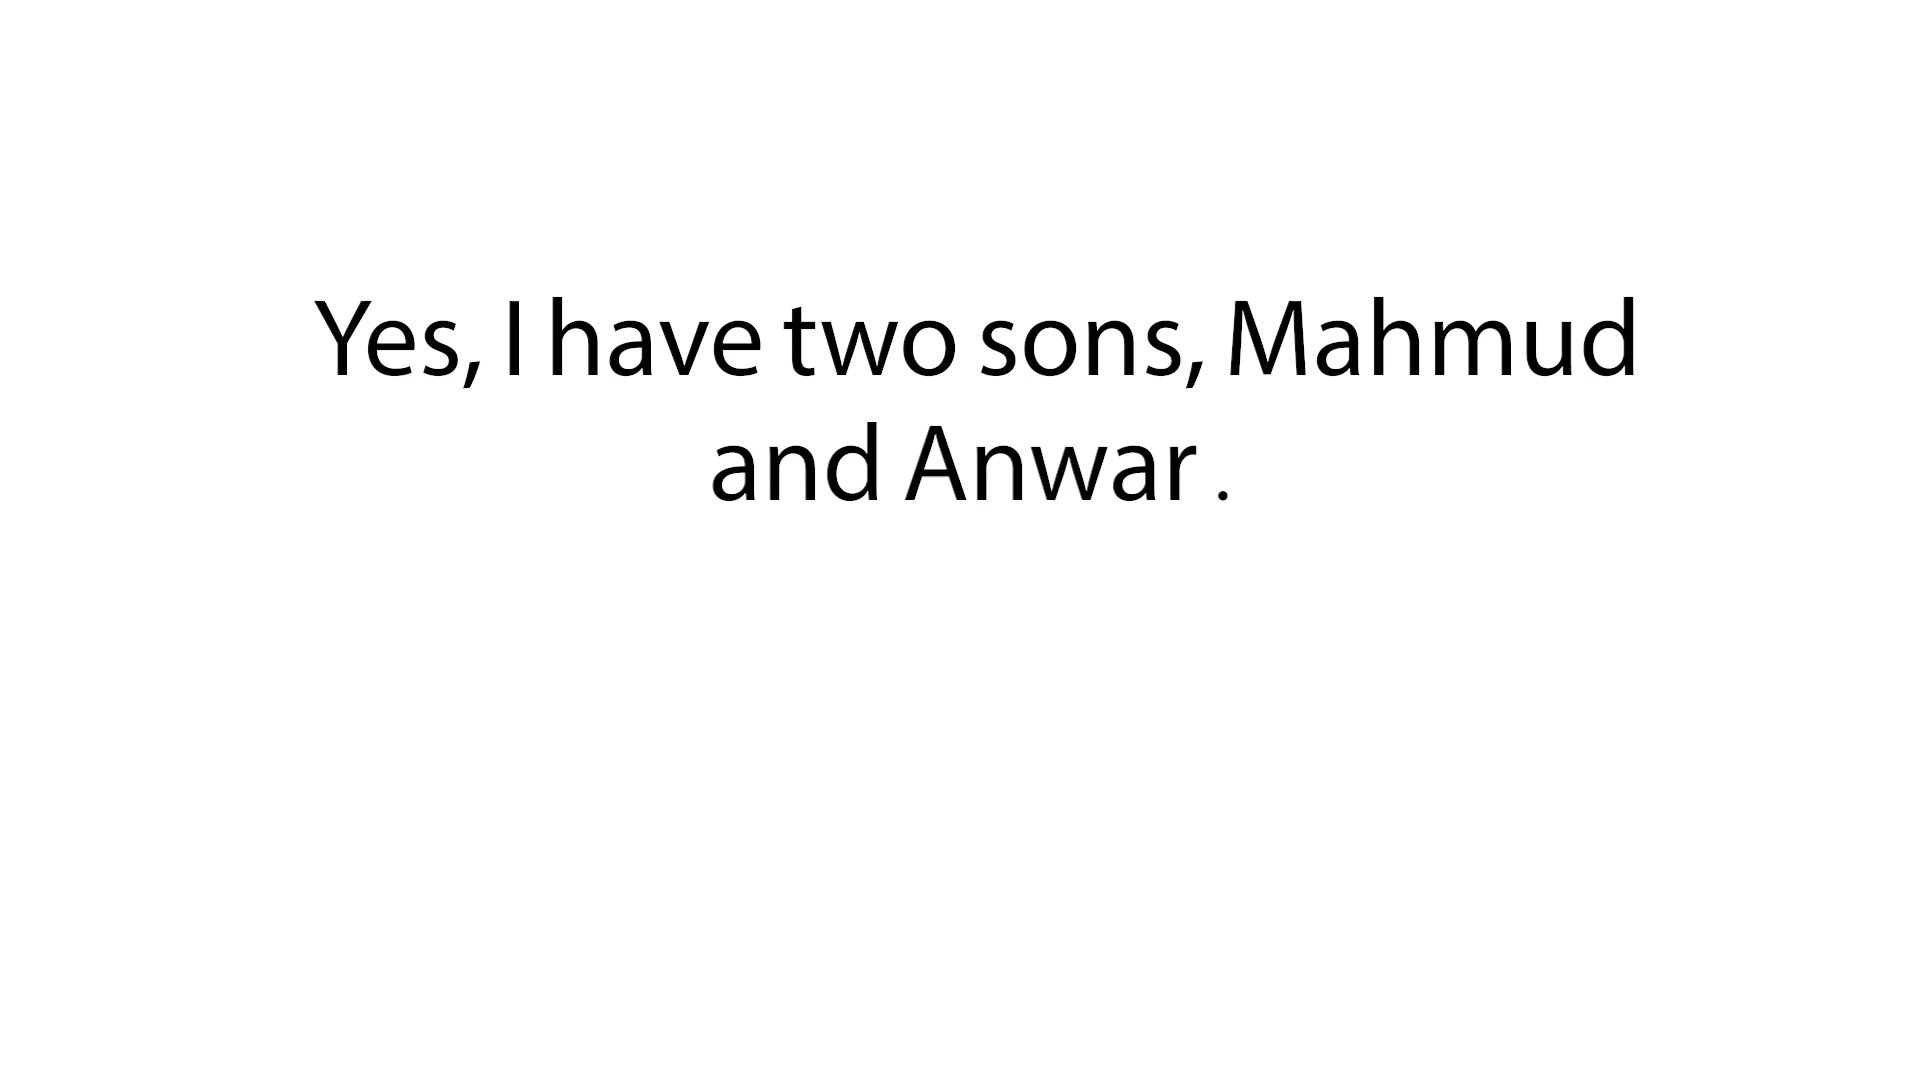 Yes, I have two sons, Mahmud
and Anwar .